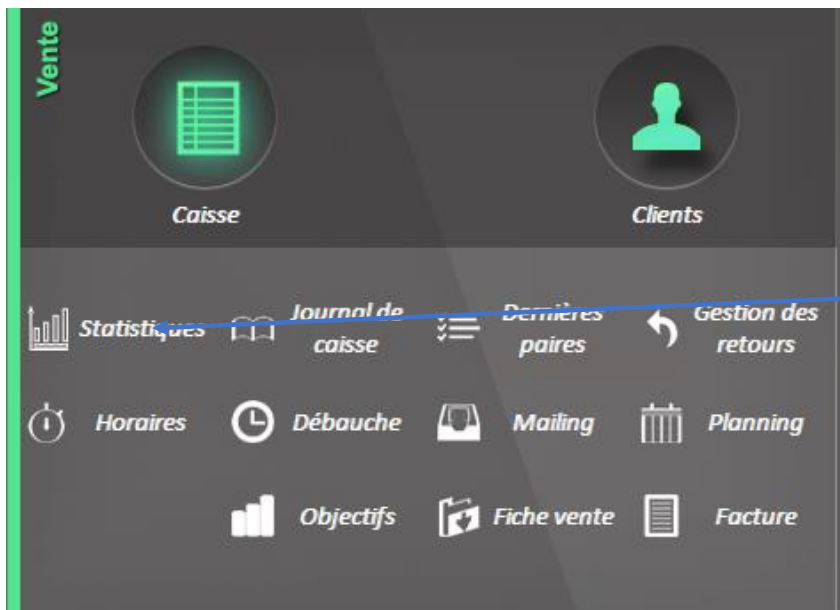 Vente
Caisse
Clients
Statistiques
Journal de
caisse
Dernières
paires
Gestion des
retours
Horaires
Débauche
Mailing
Planning
Objectifs
Fiche vente
Facture